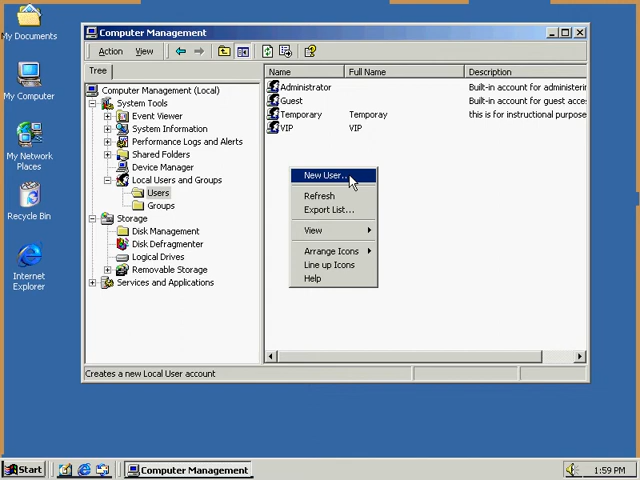 My Documents
My Computer
My Network
Places
Recycle Bin
Internet
Explorer
Computer Management
Action View
Tree
Computer Management (Local)
System Tools
Event Viewer
System Information
Performance Logs and Alerts
Shared Folders
Device Manager
Local Users and Groups
Users
Groups
Storage
Disk Management
Disk Defragmenter
Logical Drives
Removable Storage
Services and Applications
Name Full Name Description
Administrator Built-in account for administerin
Guest Built-in account for guest acce
Temporary Temporay this is for instructional purpose
VIP VIP
New User...
Refresh
Export List...
View
Arrange Icons
Line up Icons
Help
Creates a new Local User account
Start Computer Management 1:59 PM